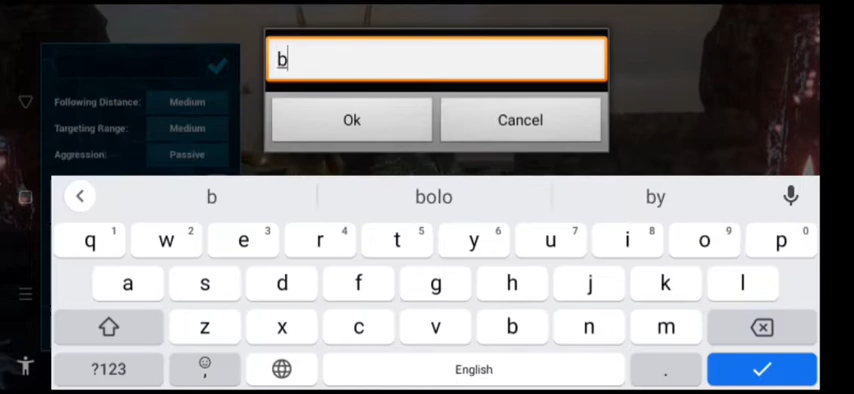 b
Ok Cancel
Following Distance: Medium
Targeting Range: Medium
Aggression: Passive
b bolo by
q 1 w 2 e 3 r 4 t 5 y 6 u 7 i 8 o 9 p 0
a s d f g h j k l
z x c v b n m
?123 , English .